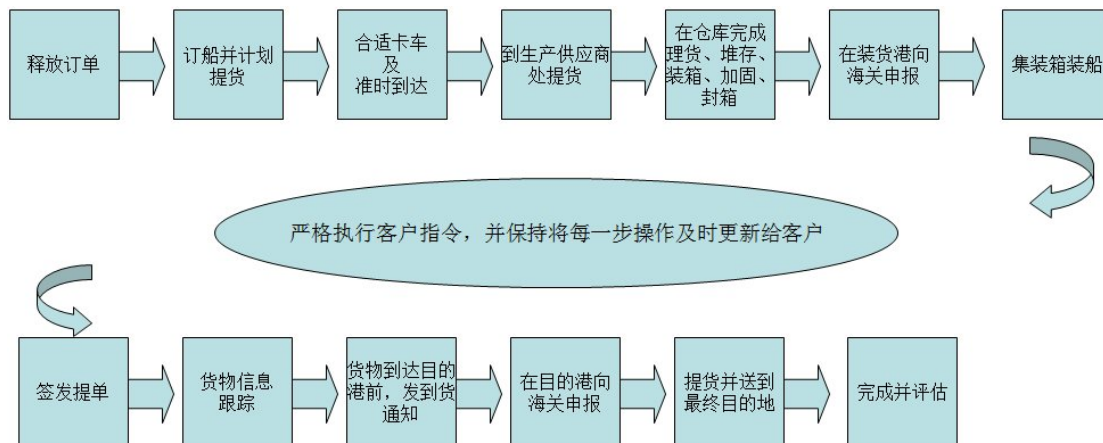 释放订单
订船并计划
提货
合适卡车
及
准时到达
到生产供应商
处提货
在仓库完成
理货、堆存、
装箱、加固、
封箱
在装货港向
海关申报
集装箱装船
严格执行客户指令，并保持将每一步操作及时更新给客户
签发提单
货物信息
跟踪
货物到达目的
港前，发到货
通知
在目的港向
海关申报
提货并送到
最终目的地
完成并评估